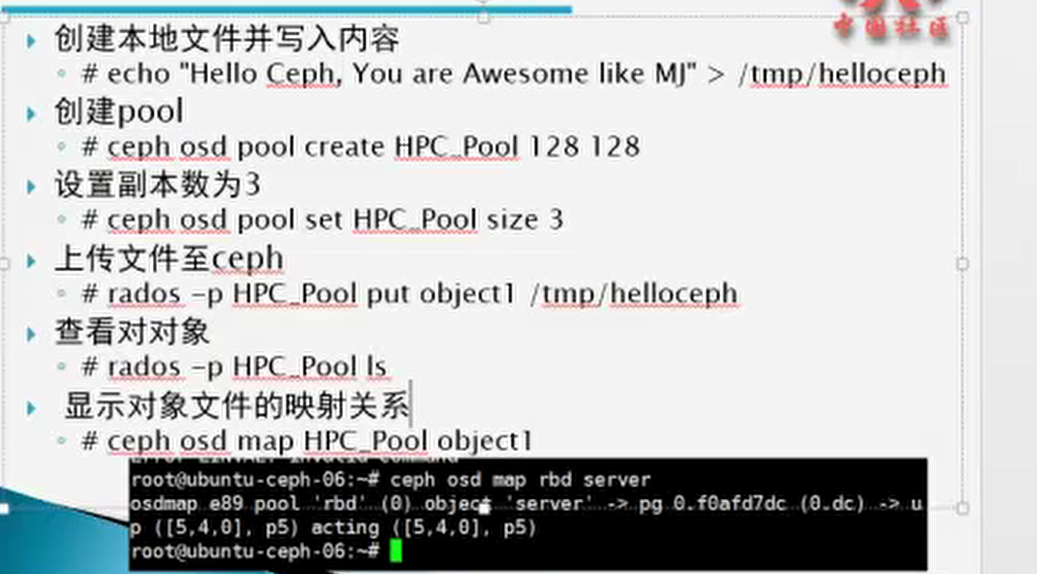 中国社区
创建本地文件并写入内容
# echo "Hello Ceph, You are Awesome like MJ" > /tmp/helloceph
创建pool
# ceph osd pool create HPC_Pool 128 128
设置副本数为3
# ceph osd pool set HPC_Pool size 3
上传文件至ceph
# rados -p HPC_Pool put object1 /tmp/helloceph
查看对对象
# rados -p HPC_Pool ls
显示对象文件的映射关系
# ceph osd map HPC_Pool object1
root@ubuntu-ceph-06:~# ceph osd map rbd server
osdmap e89 pool 'rbd' (0) object 'server' -> pg 0.f0afd7dc (0.dc) -> u
p ([5,4,0], p5) acting ([5,4,0], p5)
root@ubuntu-ceph-06:~#